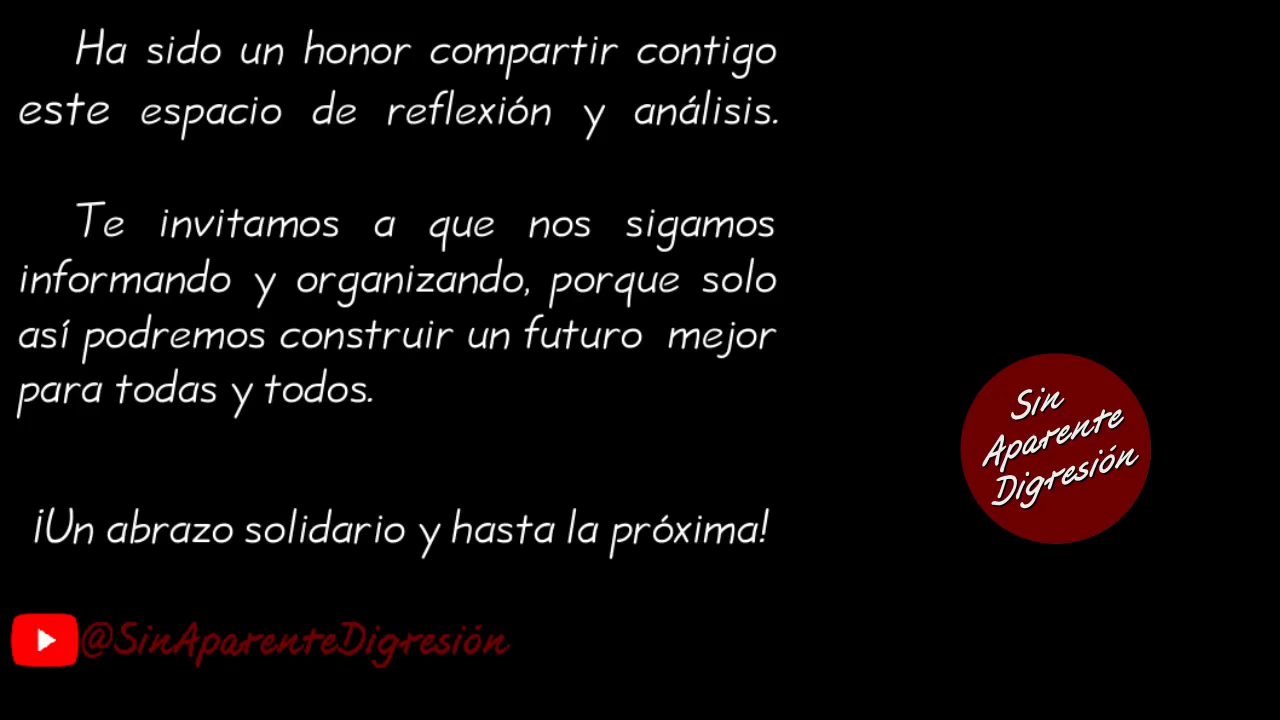 Ha sido un honor compartir contigo
este espacio de reflexión y análisis.
Te invitamos a que nos sigamos
informando y organizando, porque solo
así podremos construir un futuro mejor
para todas y todos.
¡Un abrazo solidario y hasta la próxima!
@SinAparenteDigresión
Sin
Aparente
Digresión